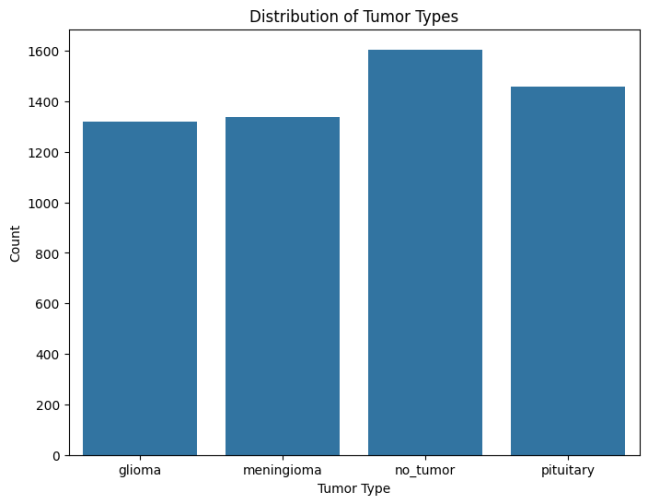 Distribution of Tumor Types
1600
1400
1200
1000
800
600
400
200
0
Count
glioma meningioma no_tumor pituitary
Tumor Type